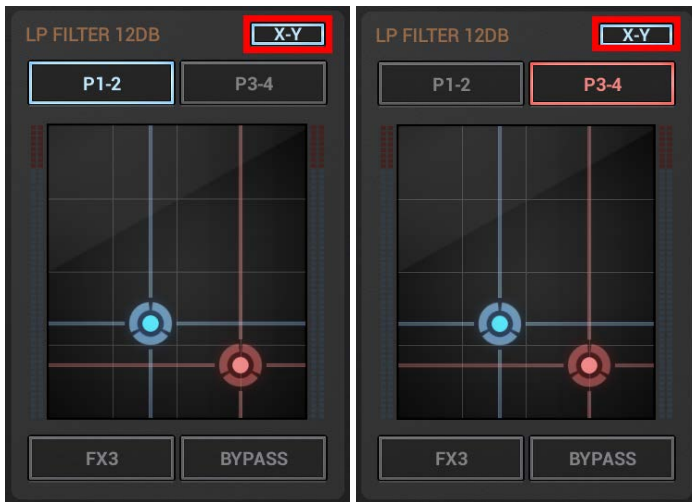 LP FILTER 12DB X-Y
P1-2 P3-4
FX3 BYPASS
LP FILTER 12DB X-Y
P1-2 P3-4
FX3 BYPASS